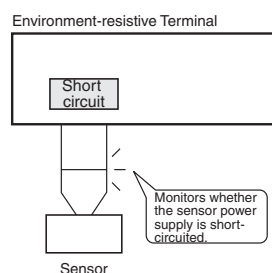 Environment-resistive Terminal
Short
circuit
Monitors whether
the sensor power
supply is short-
circuited.
Sensor